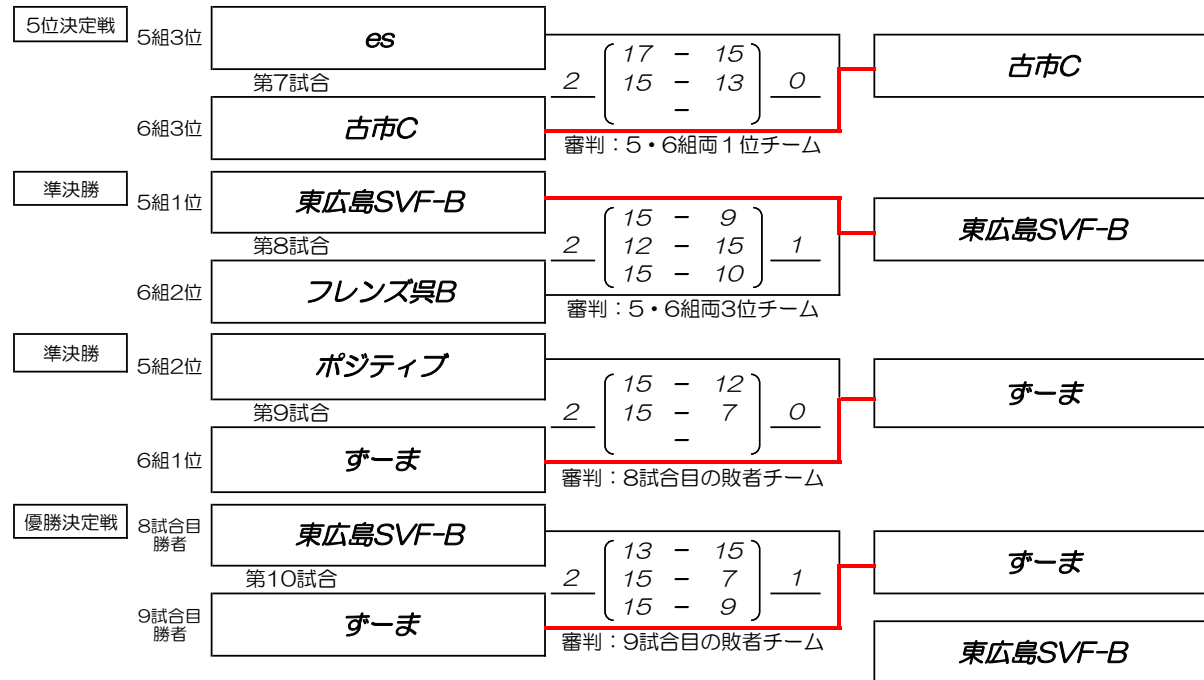 5位決定戦
5組3位
es
第7試合
6組3位
古市C
2
17 - 15
15 - 13
-
0
審判:5・6組両1位チーム
古市C
準決勝
5組1位
東広島SVF-B
第8試合
6組2位
フレンズ呉B
2
15 - 9
12 - 15
15 - 10
1
審判:5・6組両3位チーム
東広島SVF-B
準決勝
5組2位
ポジティブ
第9試合
6組1位
ずーま
2
15 - 12
15 - 7
-
0
審判:8試合目の敗者チーム
ずーま
優勝決定戦
8試合目
勝者
東広島SVF-B
第10試合
9試合目
勝者
ずーま
2
13 - 15
15 - 7
15 - 9
1
審判:9試合目の敗者チーム
ずーま
東広島SVF-B